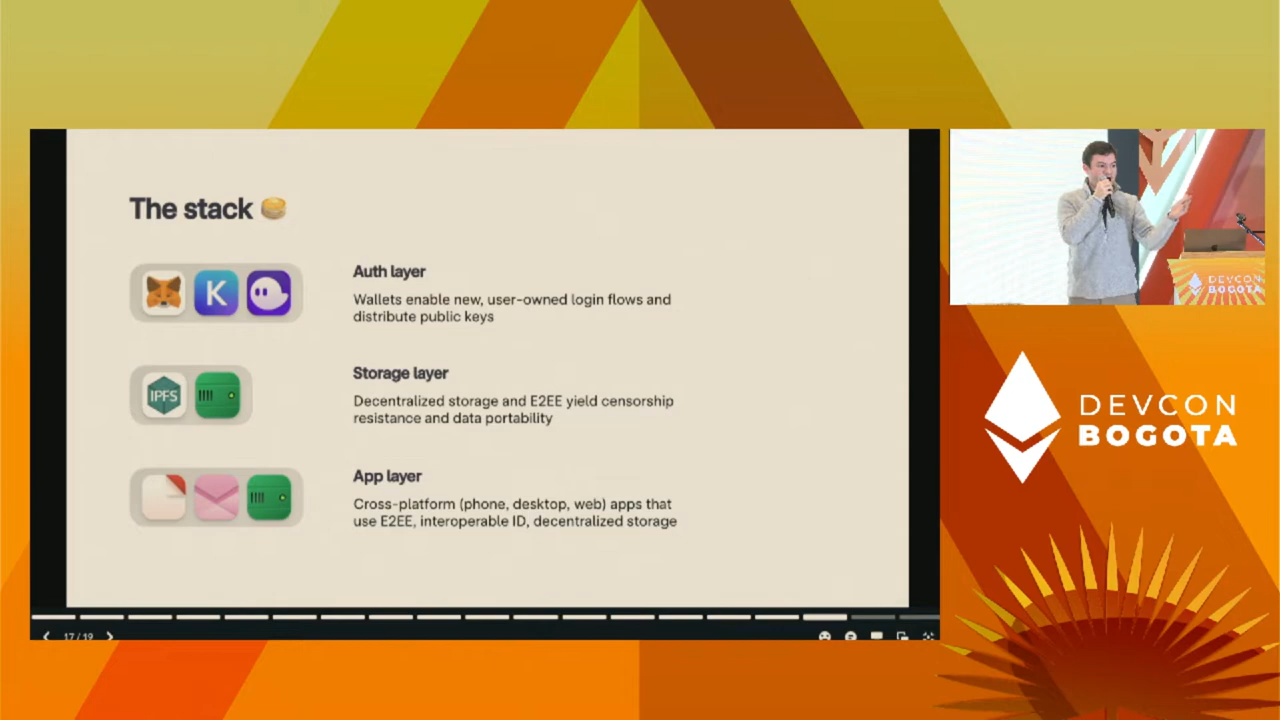 The stack
K
Auth layer
Wallets enable new, user-owned login flows and
distribute public keys
IPFS
Storage layer
Decentralized storage and E2EE yield censorship
resistance and data portability
App layer
Cross-platform (phone, desktop, web) apps that
use E2EE, interoperable ID, decentralized storage
17 / 19
DEVCON
BOGOTA
DEVCON
BOGOTA